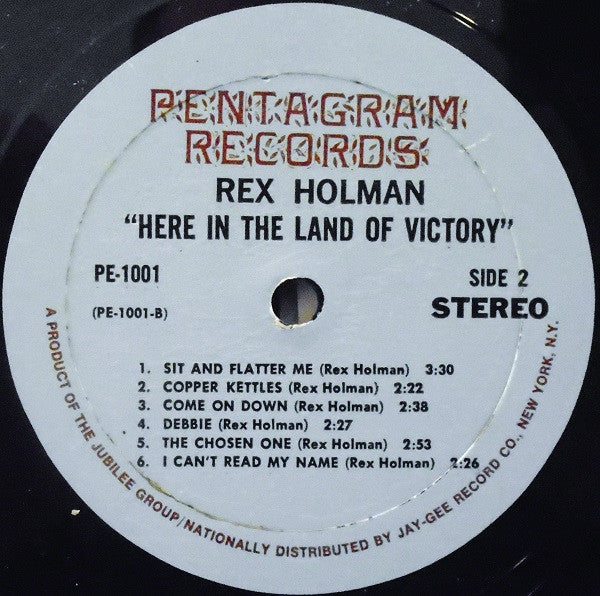 PENTAGRAM
RECORDS
REX HOLMAN
"HERE IN THE LAND OF VICTORY"
PE-1001
SIDE 2
(PE-1001-B)
STEREO
1. SIT AND FLATTER ME (Rex Holman) 3:30
2. COPPER KETTLES (Rex Holman) 2:22
3. COME ON DOWN (Rex Holman) 2:38
4. DEBBIE (Rex Holman) 2:27
5. THE CHOSEN ONE (Rex Holman) 2:53
6. I CAN'T READ MY NAME (Rex Holman) 2:26
A PRODUCT OF THE JUBILEE GROUP/NATIONALLY DISTRIBUTED BY JAY-GEE RECORD CO., NEW YORK, N.Y.